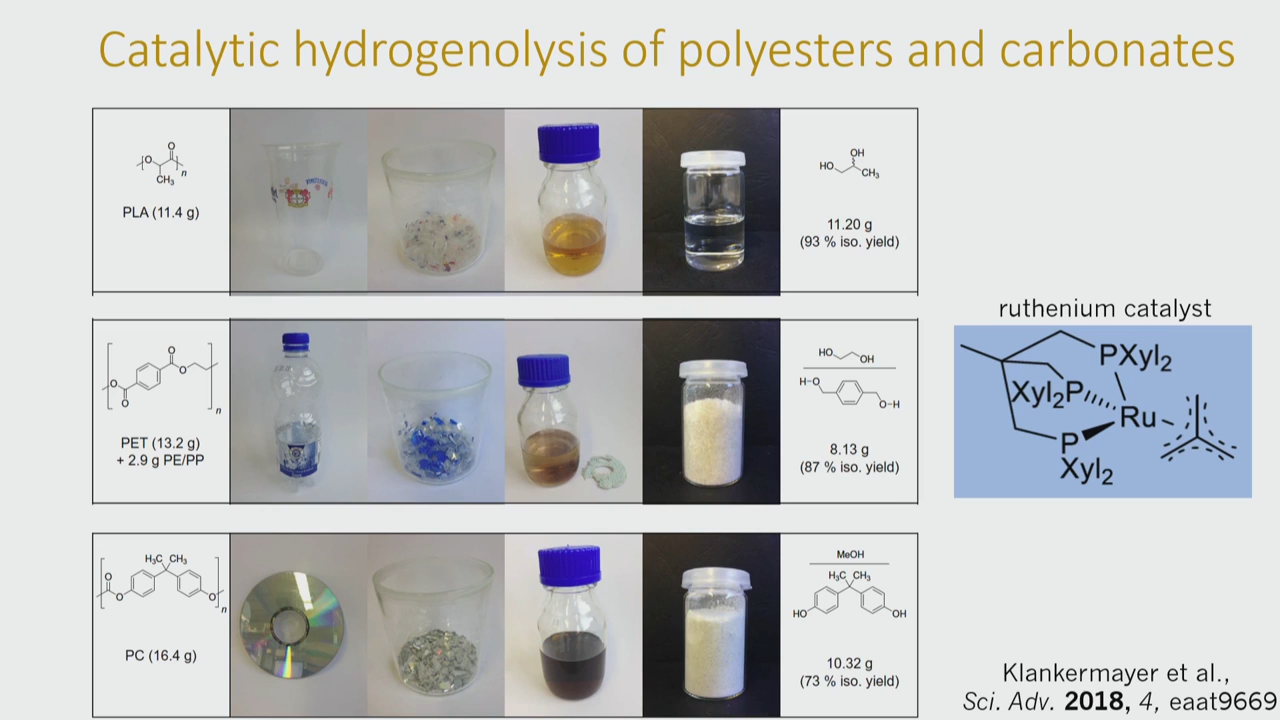 Catalytic hydrogenolysis of polyesters and carbonates
O
O
n
CH₃
PLA (11.4 g)
OH
HO
CH₃
11.20 g
(93 % iso. yield)
O
O
O
O
n
PET (13.2 g)
+ 2.9 g PE/PP
HO
OH
H-O
O-H
8.13 g
(87 % iso. yield)
H₃C CH₃
O
O
O
n
PC (16.4 g)
MeOH
H₃C CH₃
HO
OH
10.32 g
(73 % iso. yield)
ruthenium catalyst
PXyl₂
Xyl₂P
Ru
P
Xyl₂
Klankermayer et al.,
Sci. Adv. 2018, 4, eaat9669